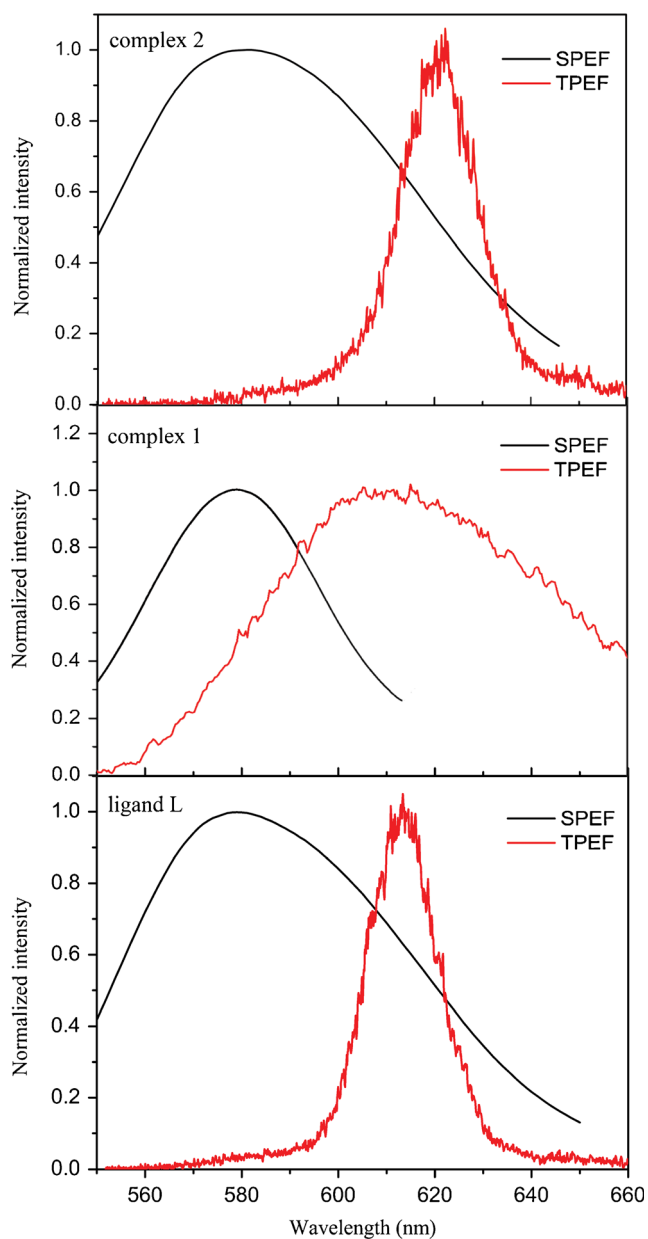 complex 2
SPEF
TPEF
1.0
0.8
0.6
0.4
0.2
0.0
Normalized intensity
complex 1
SPEF
TPEF
1.2
1.0
0.8
0.6
0.4
0.2
0.0
Normalized intensity
ligand L
SPEF
TPEF
1.0
0.8
0.6
0.4
0.2
0.0
Normalized intensity
560 580 600 620 640 660
Wavelength (nm)